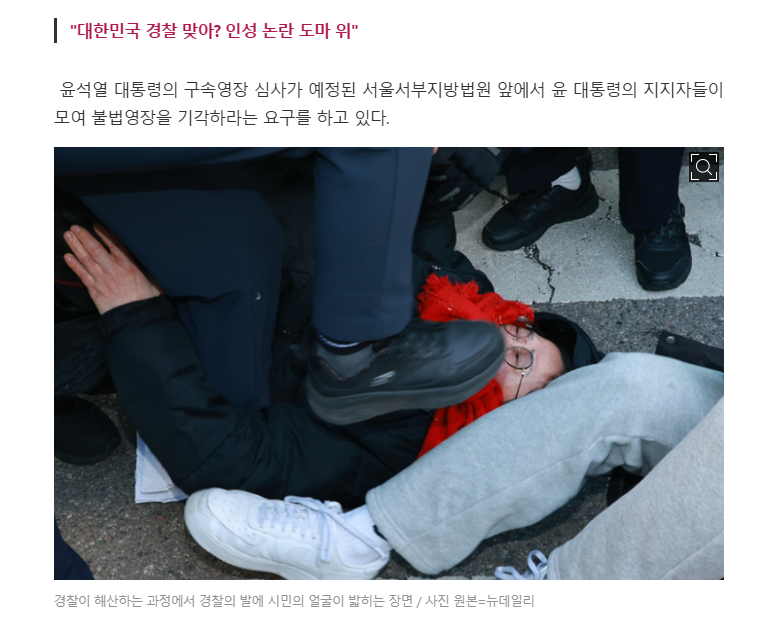 "대한민국 경찰 맞아? 인성 논란 도마 위"
윤석열 대통령의 구속영장 심사가 예정된 서울서부지방법원 앞에서 윤 대통령의 지지자들이
모여 불법영장을 기각하라는 요구를 하고 있다.
경찰이 해산하는 과정에서 경찰의 발에 시민의 얼굴이 밟히는 장면 / 사진 원본=뉴데일리